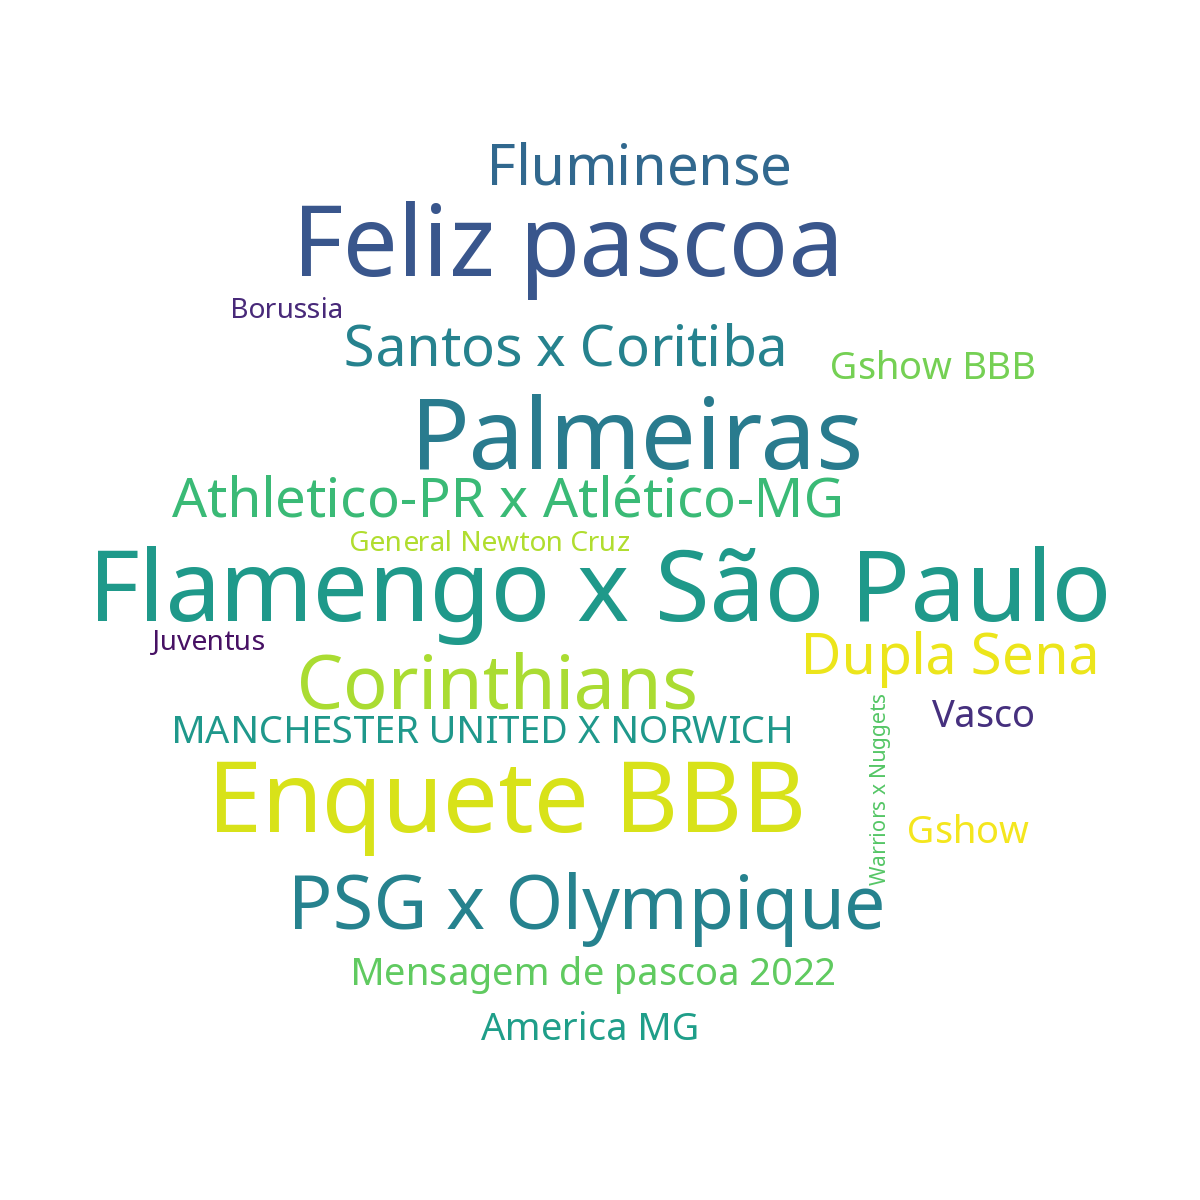 Fluminense
Feliz pascoa
Borussia
Santos x Coritiba
Gshow BBB
Palmeiras
Athletico-PR x Atlético-MG
General Newton Cruz
Flamengo x São Paulo
Juventus
Corinthians
Dupla Sena
MANCHESTER UNITED X NORWICH
Vasco
Warriors x Nuggets
Enquete BBB
Gshow
PSG x Olympique
Mensagem de pascoa 2022
America MG